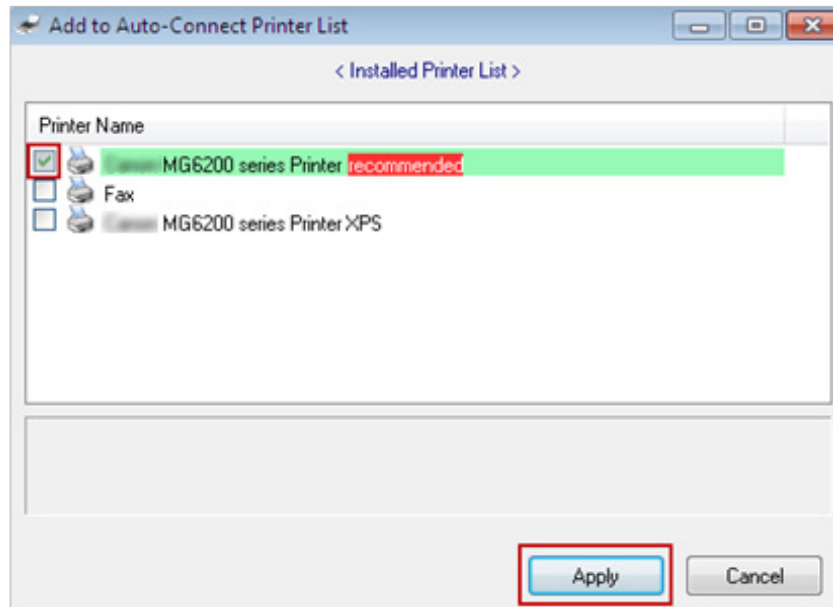 Add to Auto-Connect Printer List
< Installed Printer List >
Printer Name
MG6200 series Printer recommended
Fax
MG6200 series Printer XPS
Apply
Cancel